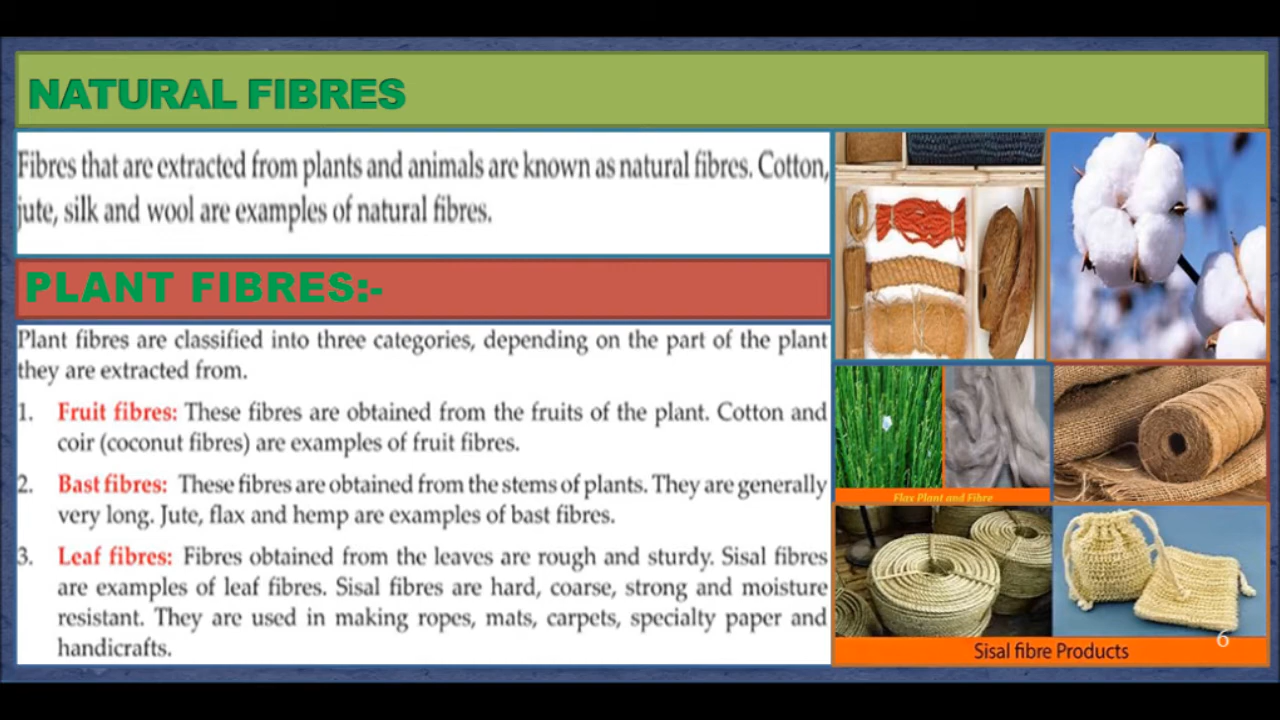 NATURAL FIBRES
Fibres that are extracted from plants and animals are known as natural fibres. Cotton,
jute, silk and wool are examples of natural fibres.
PLANT FIBRES:-
Plant fibres are classified into three categories, depending on the part of the plant
they are extracted from.
1. Fruit fibres: These fibres are obtained from the fruits of the plant. Cotton and
coir (coconut fibres) are examples of fruit fibres.
2. Bast fibres: These fibres are obtained from the stems of plants. They are generally
very long. Jute, flax and hemp are examples of bast fibres.
3. Leaf fibres: Fibres obtained from the leaves are rough and sturdy. Sisal fibres
are examples of leaf fibres. Sisal fibres are hard, coarse, strong and moisture
resistant. They are used in making ropes, mats, carpets, specialty paper and
handicrafts.
Flax Plant and Fibre
Sisal fibre Products
6